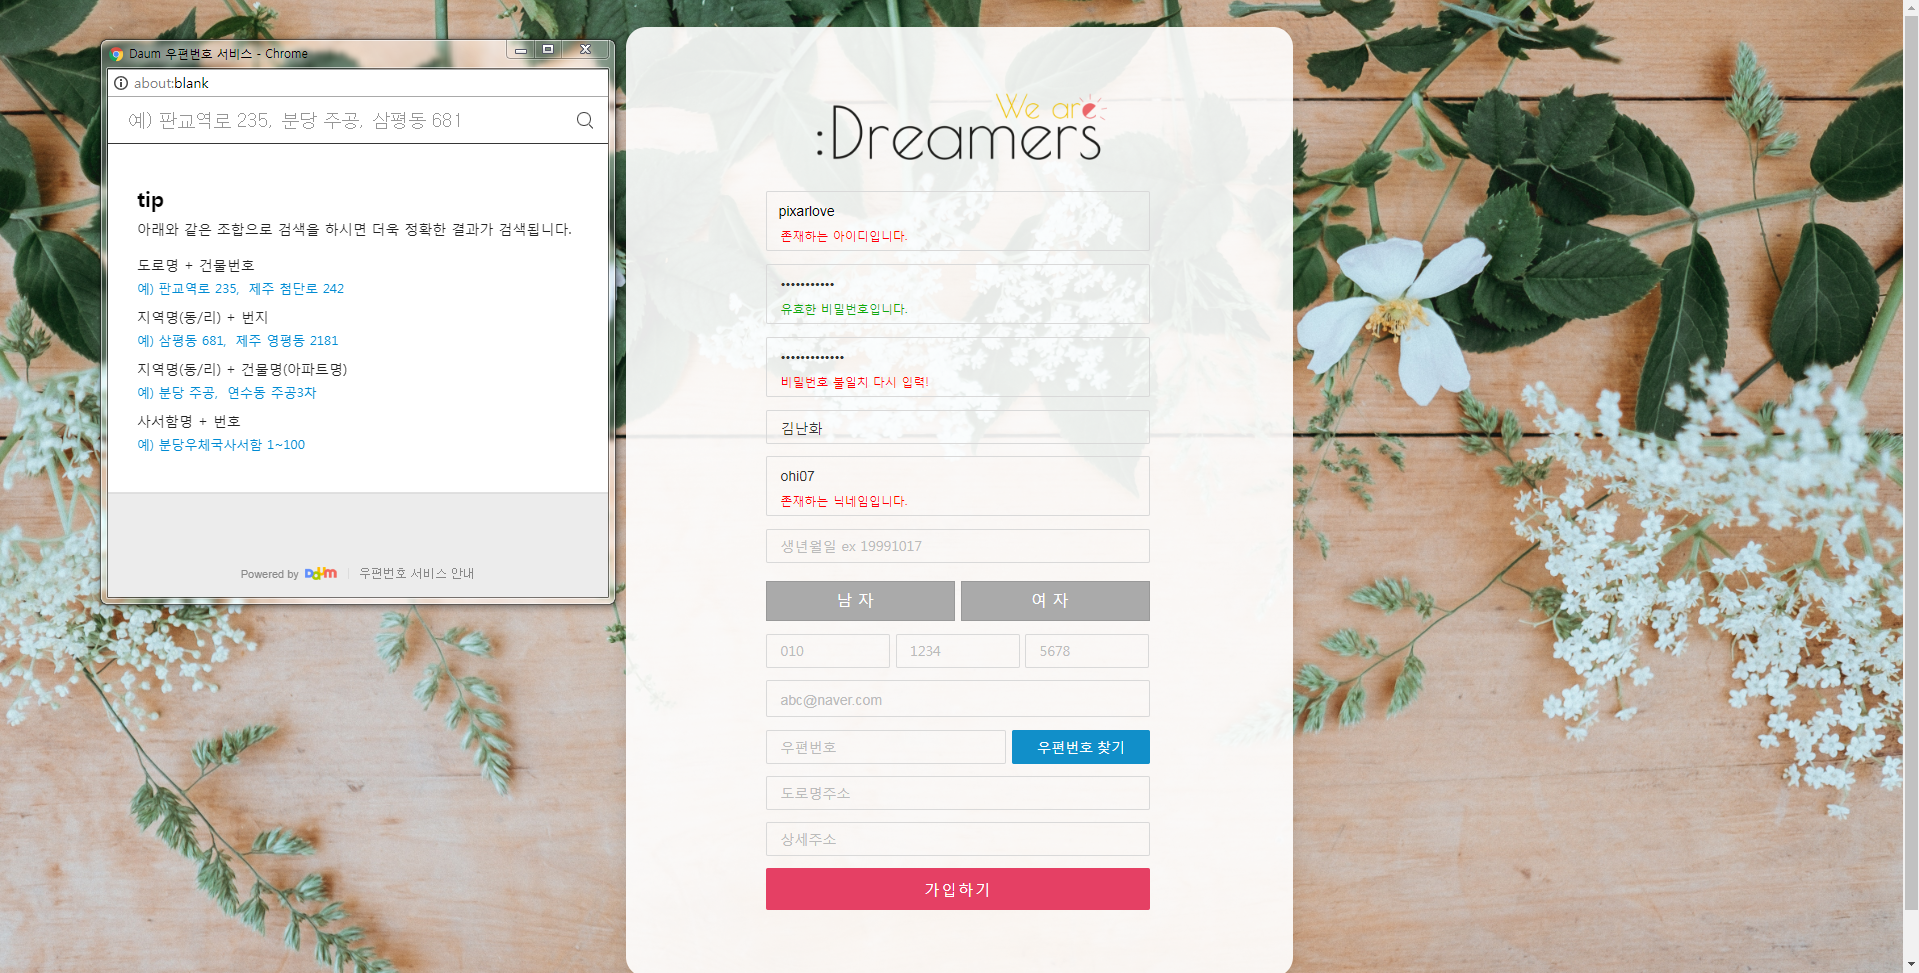 Daum 우편번호 서비스 - Chrome
about:blank
예) 판교역로 235, 분당 주공, 삼평동 681
tip
아래와 같은 조합으로 검색을 하시면 더욱 정확한 결과가 검색됩니다.
도로명 + 건물번호
예) 판교역로 235, 제주 첨단로 242
지역명(동/리) + 번지
예) 삼평동 681, 제주 영평동 2181
지역명(동/리) + 건물명(아파트명)
예) 분당 주공, 연수동 주공3차
사서함명 + 번호
예) 분당우체국사서함 1~100
Powered by Daum | 우편번호 서비스 안내
We are
:Dreamers
pixarlove
존재하는 아이디입니다.
•••••••••••
유효한 비밀번호입니다.
•••••••••••••
비밀번호 불일치 다시 입력!
김난화
ohi07
존재하는 닉네임입니다.
생년월일 ex 19991017
남 자 여 자
010 1234 5678
abc@naver.com
우편번호 우편번호 찾기
도로명주소
상세주소
가입하기